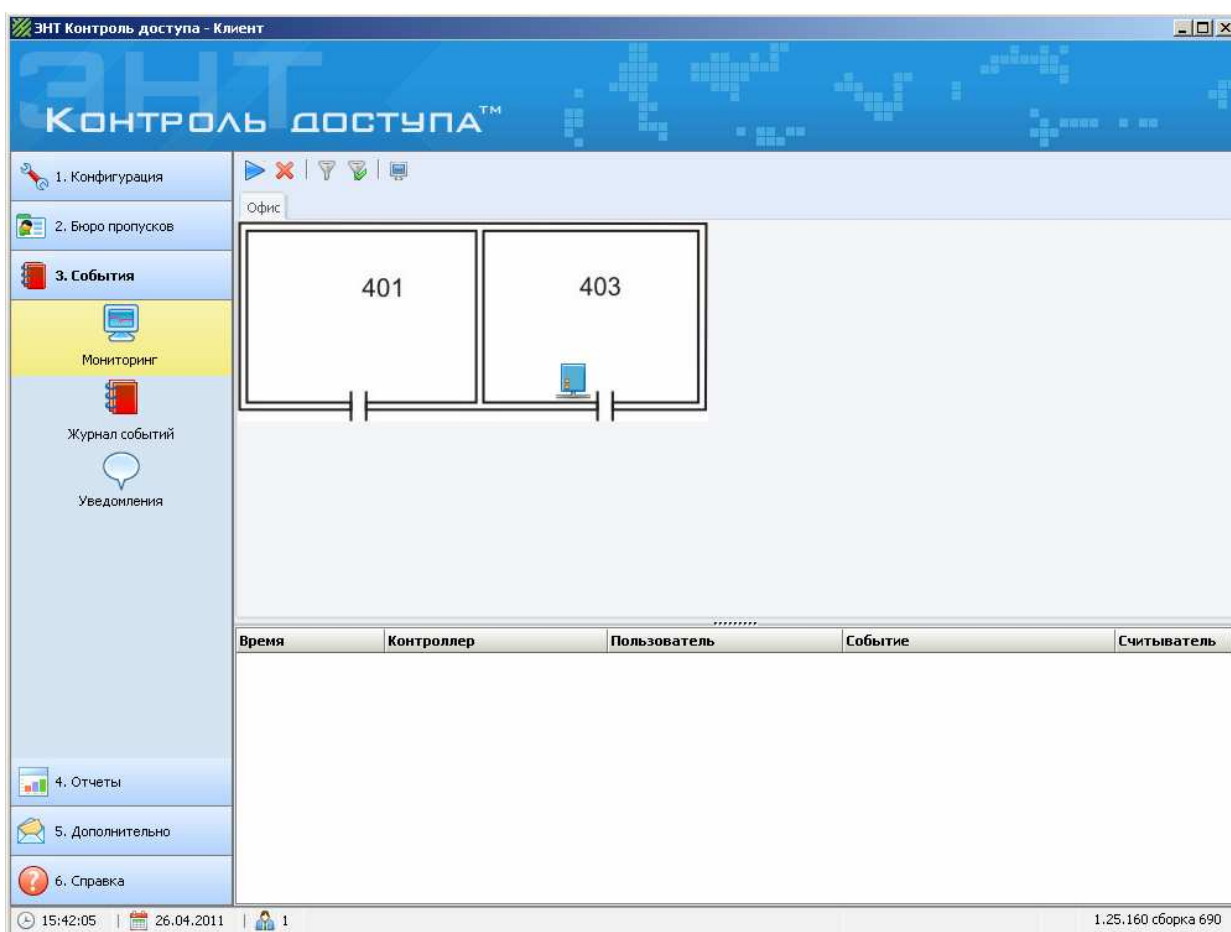 ЭНТ Контроль доступа - Клиент
ЭНТ
Контроль доступа™
1. Конфигурация
2. Бюро пропусков
3. События
Мониторинг
Журнал событий
Уведомления
4. Отчеты
5. Дополнительно
6. Справка
Офис
401
403
Время Контроллер Пользователь Событие Считыватель
15:42:05 | 26.04.2011 | 1
1.25.160 сборка 690